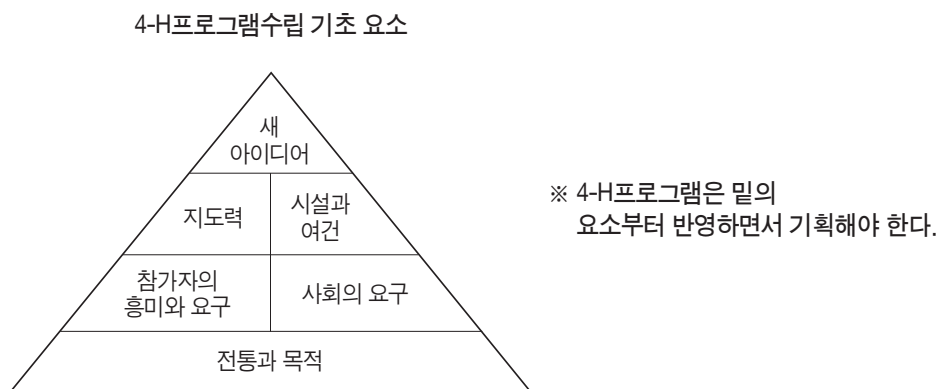 4-H프로그램수립 기초 요소
새
아이디어
지도력
시설과
여건
※ 4-H프로그램은 밑의
요소부터 반영하면서 기획해야 한다.
참가자의
흥미와 요구
사회의 요구
전통과 목적